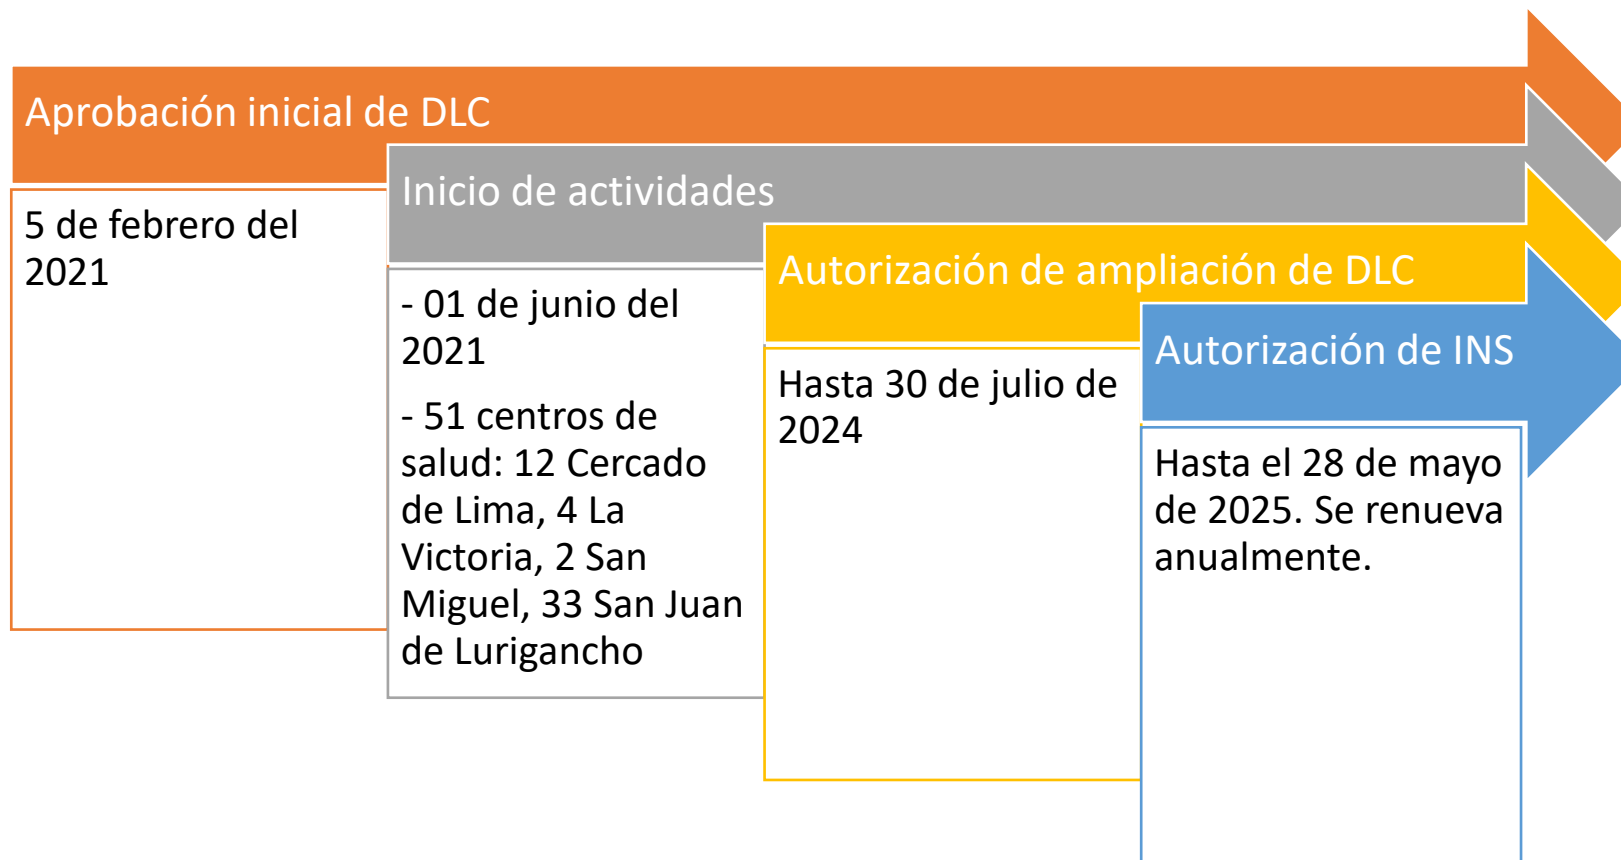 Aprobación inicial de DLC
5 de febrero del
2021
Inicio de actividades
- 01 de junio del
2021
- 51 centros de
salud: 12 Cercado
de Lima, 4 La
Victoria, 2 San
Miguel, 33 San Juan
de Lurigancho
Autorización de ampliación de DLC
Hasta 30 de julio de
2024
Autorización de INS
Hasta el 28 de mayo
de 2025. Se renueva
anualmente.